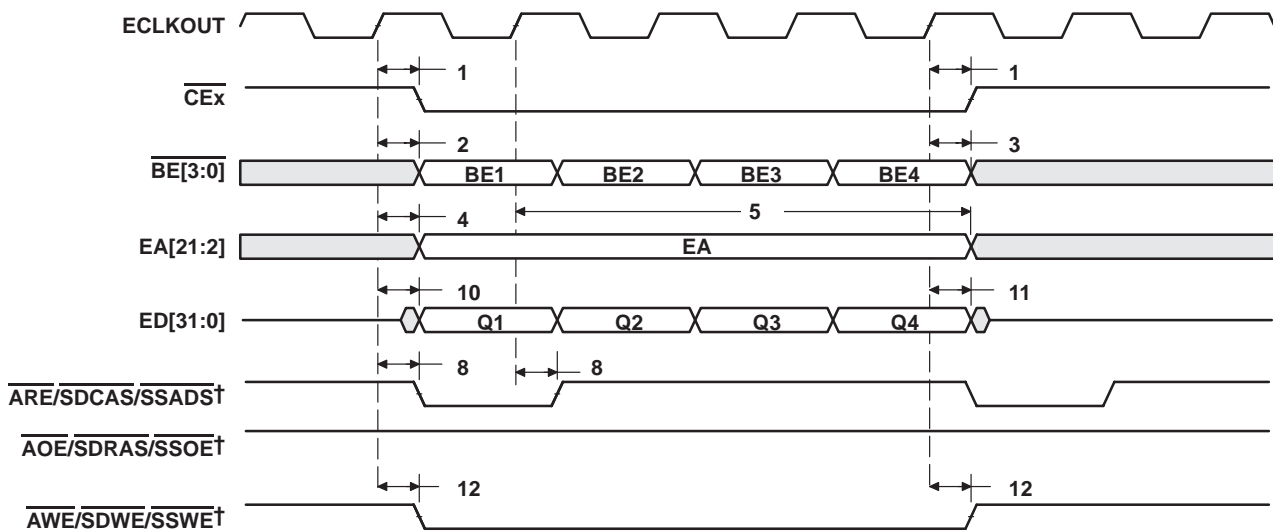 ECLKOUT
1 1
CEx
2 3
BE[3:0] BE1 BE2 BE3 BE4
4 5
EA[21:2] EA
10 11
ED[31:0] Q1 Q2 Q3 Q4
8 8
ARE/SDCAS/SSADS†
AOE/SDRAS/SSOE†
12 12
AWE/SDWE/SSWE†